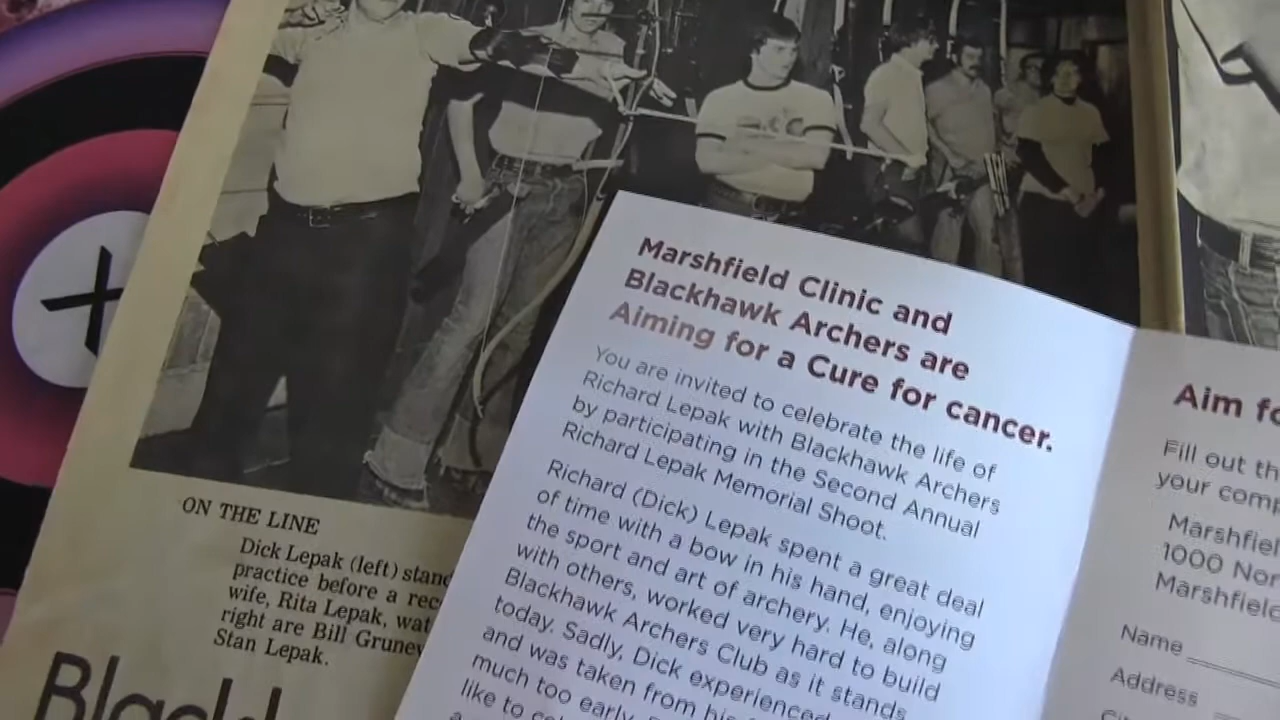 ON THE LINE
Dick Lepak (left)
practice before a
wife, Rita Lepak,
right are Bill
Stan Lepak.
Marshfield Clinic and
Blackhawk Archers are
Aiming for a Cure for cancer.
You are invited to celebrate the life of
Richard Lepak with Blackhawk Archers
by participating in the Second Annual
Richard Lepak Memorial Shoot.
Richard (Dick) Lepak spent a great deal
of time with a bow in his hand, enjoying
the sport and art of archery. He, along
with others, worked very hard to build
Blackhawk Archers Club as it stands
today. Sadly, Dick experienced
and was taken from his
much too early.
like to
Aim
Fill out
your
1000
Name
Address